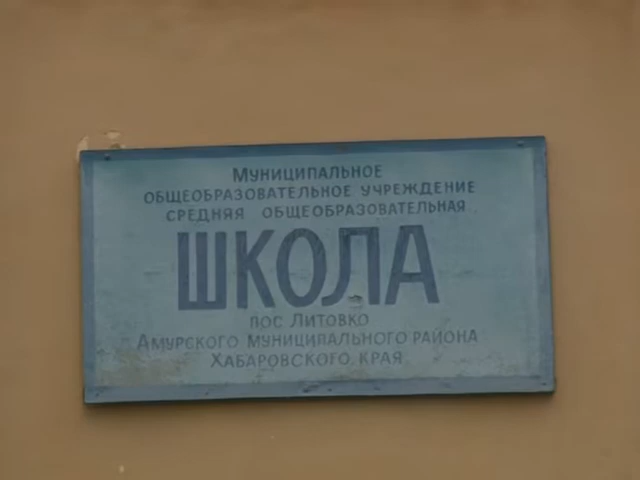 Муниципальное
общеобразовательное учреждение
средняя общеобразовательная
ШКОЛА
пос Литовко
Амурского муниципального района
Хабаровского края